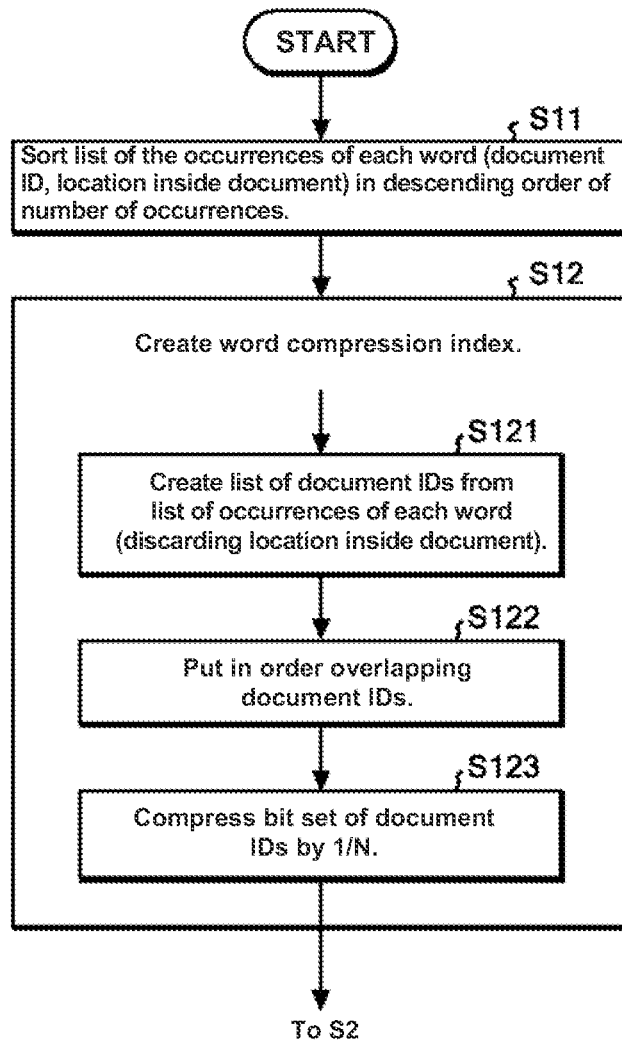 START
S11
Sort list of the occurrences of each word (document
ID, location inside document) in descending order of
number of occurrences.
S12
Create word compression index.
S121
Create list of document IDs from
list of occurrences of each word
(discarding location inside document).
S122
Put in order overlapping
document IDs.
S123
Compress bit set of document
IDs by 1/N.
To S2